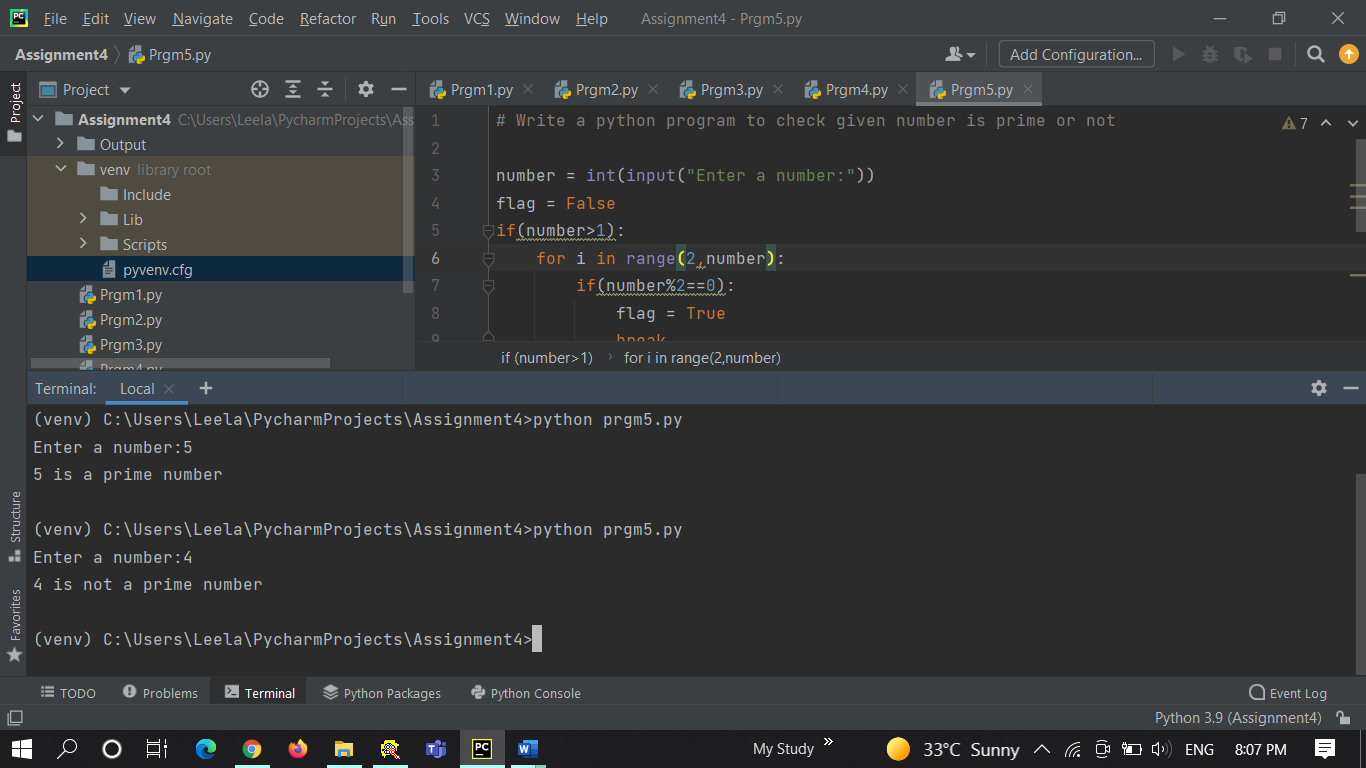 File Edit View Navigate Code Refactor Run Tools VCS Window Help Assignment4 - Prgm5.py
Assignment4 Prgm5.py Add Configuration...
Project
Project
Prgm1.py Prgm2.py Prgm3.py Prgm4.py Prgm5.py
Assignment4 C:\Users\Leela\PycharmProjects\Ass
Output
venv library root
Include
Lib
Scripts
pyvenv.cfg
Prgm1.py
Prgm2.py
Prgm3.py
Prgm4.py
7
1 # Write a python program to check given number is prime or not
2
3 number = int(input("Enter a number:"))
4 flag = False
5 if(number>1):
6 for i in range(2,number):
7 if(number%2==0):
8 flag = True
9 break
if (number>1) for i in range(2,number)
Terminal: Local
(venv) C:\Users\Leela\PycharmProjects\Assignment4>python prgm5.py
Enter a number:5
5 is a prime number
(venv) C:\Users\Leela\PycharmProjects\Assignment4>python prgm5.py
Enter a number:4
4 is not a prime number
(venv) C:\Users\Leela\PycharmProjects\Assignment4>
Structure
Favorites
TODO Problems Terminal Python Packages Python Console Event Log
Python 3.9 (Assignment4)
My Study 33°C Sunny ENG 8:07 PM